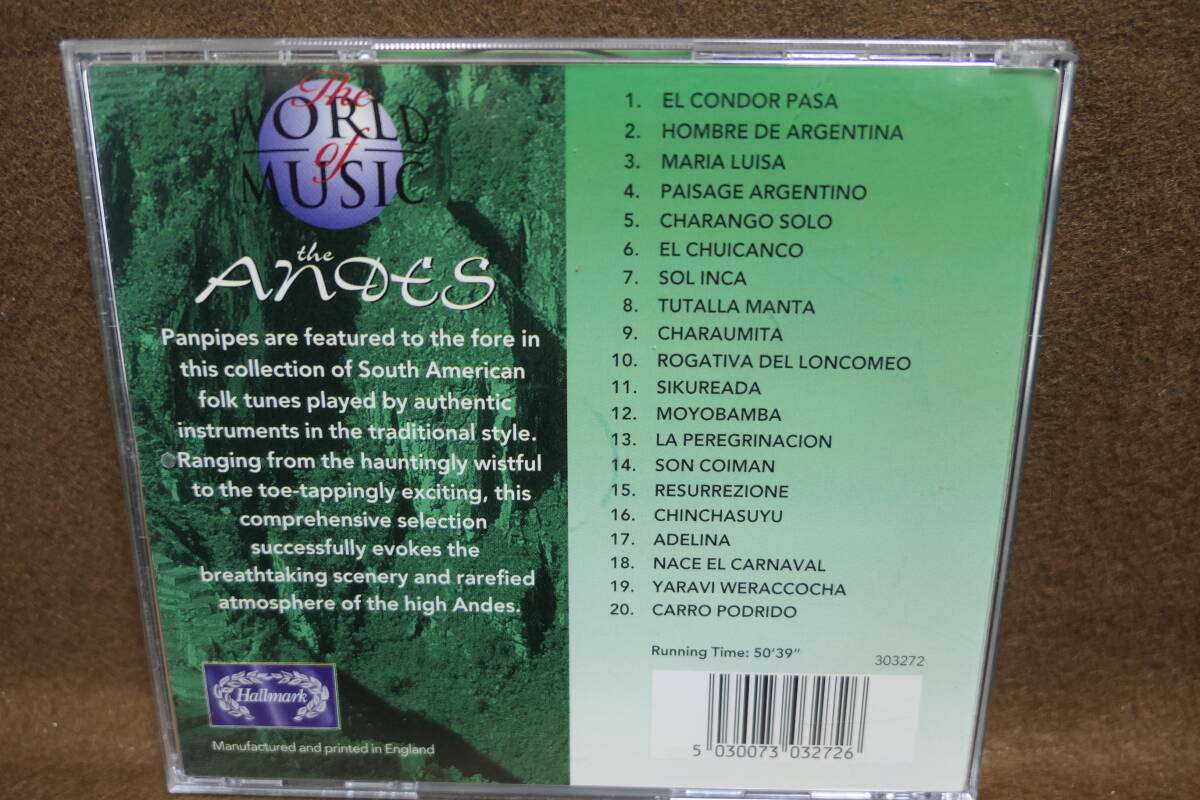 The
WORLD
of
MUSIC
the
ANDES
Panpipes are featured to the fore in
this collection of South American
folk tunes played by authentic
instruments in the traditional style.
Ranging from the hauntingly wistful
to the toe-tappingly exciting, this
comprehensive selection
successfully evokes the
breathtaking scenery and rarefied
atmosphere of the high Andes.
Hallmark
Manufactured and printed in England
1. EL CONDOR PASA
2. HOMBRE DE ARGENTINA
3. MARIA LUISA
4. PAISAGE ARGENTINO
5. CHARANGO SOLO
6. EL CHUICANCO
7. SOL INCA
8. TUTALLA MANTA
9. CHARAUMITA
10. ROGATIVA DEL LONCOMEO
11. SIKUREADA
12. MOYOBAMBA
13. LA PEREGRINACION
14. SON COIMAN
15. RESURREZIONE
16. CHINCHASUYU
17. ADELINA
18. NACE EL CARNAVAL
19. YARAVI WERACCOCHA
20. CARRO PODRIDO
Running Time: 50'39"
303272
5 030073 032726